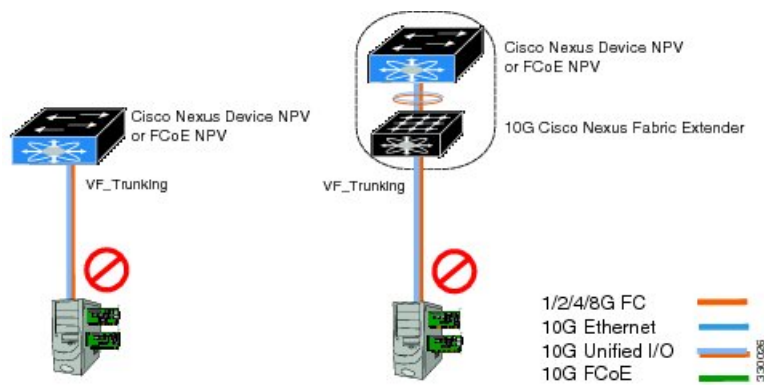 Cisco Nexus Device NPV
or FCoE NPV
Cisco Nexus Device NPV
or FCoE NPV
10G Cisco Nexus Fabric Extender
VF_Trunking
VF_Trunking
1/2/4/8G FC
10G Ethernet
10G Unified I/O
10G FCoE
330026